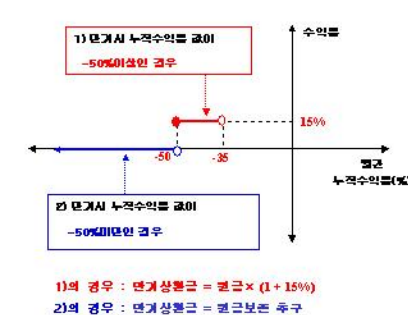 수익률
1) 만기시 누적수익률 값이
-50%이상인 경우
15%
-50
-35
월간
누적수익률(%)
2) 만기시 누적수익률 값이
-50%미만인 경우
1)의 경우 : 만기상환금 = 원금× (1 + 15%)
2)의 경우 : 만기상환금 = 원금보존 추구